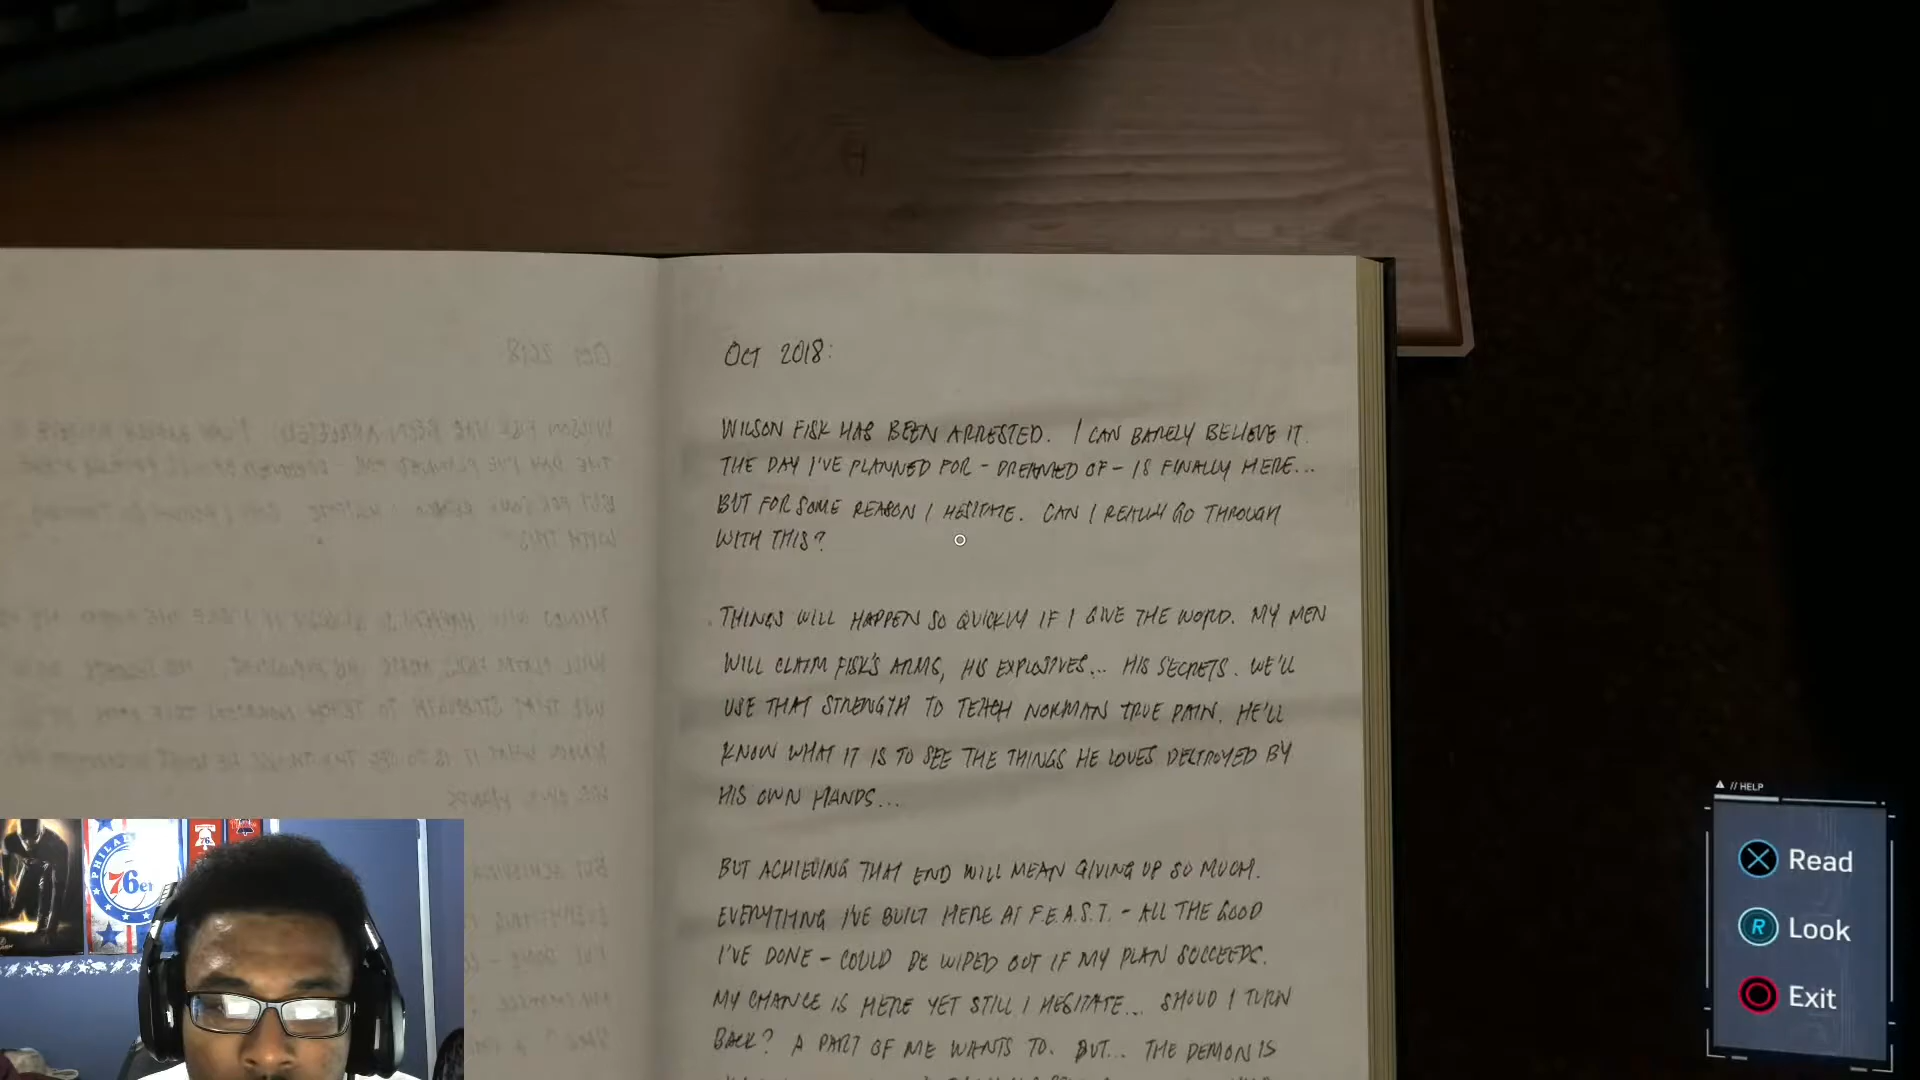 OCT 2018:
WILSON FISK HAS BEEN ARRESTED. I CAN BARELY BELIEVE IT.
THE DAY I'VE PLANNED FOR - DREAMED OF - IS FINALLY HERE...
BUT FOR SOME REASON I HESITATE. CAN I REALLY GO THROUGH
WITH THIS?
THINGS WILL HAPPEN SO QUICKLY IF I GIVE THE WORD. MY MEN
WILL CLAIM FISK'S ARMS, HIS EXPLOSIVES... HIS SECRETS. WE'LL
USE THAT STRENGTH TO TEACH NORMAN TRUE PAIN. HE'LL
KNOW WHAT IT IS TO SEE THE THINGS HE LOVES DESTROYED BY
HIS OWN HANDS...
BUT ACHIEVING THAT END WILL MEAN GIVING UP SO MUCH.
EVERYTHING I'VE BUILT HERE AT F.E.A.S.T. - ALL THE GOOD
I'VE DONE - COULD BE WIPED OUT IF MY PLAN SUCCEEDS.
MY CHANCE IS HERE YET STILL I HESITATE... SHOUD I TURN
BACK? A PART OF ME WANTS TO. BUT... THE DEMON IS
// HELP
Read
R Look
Exit
PHILA
76er
76